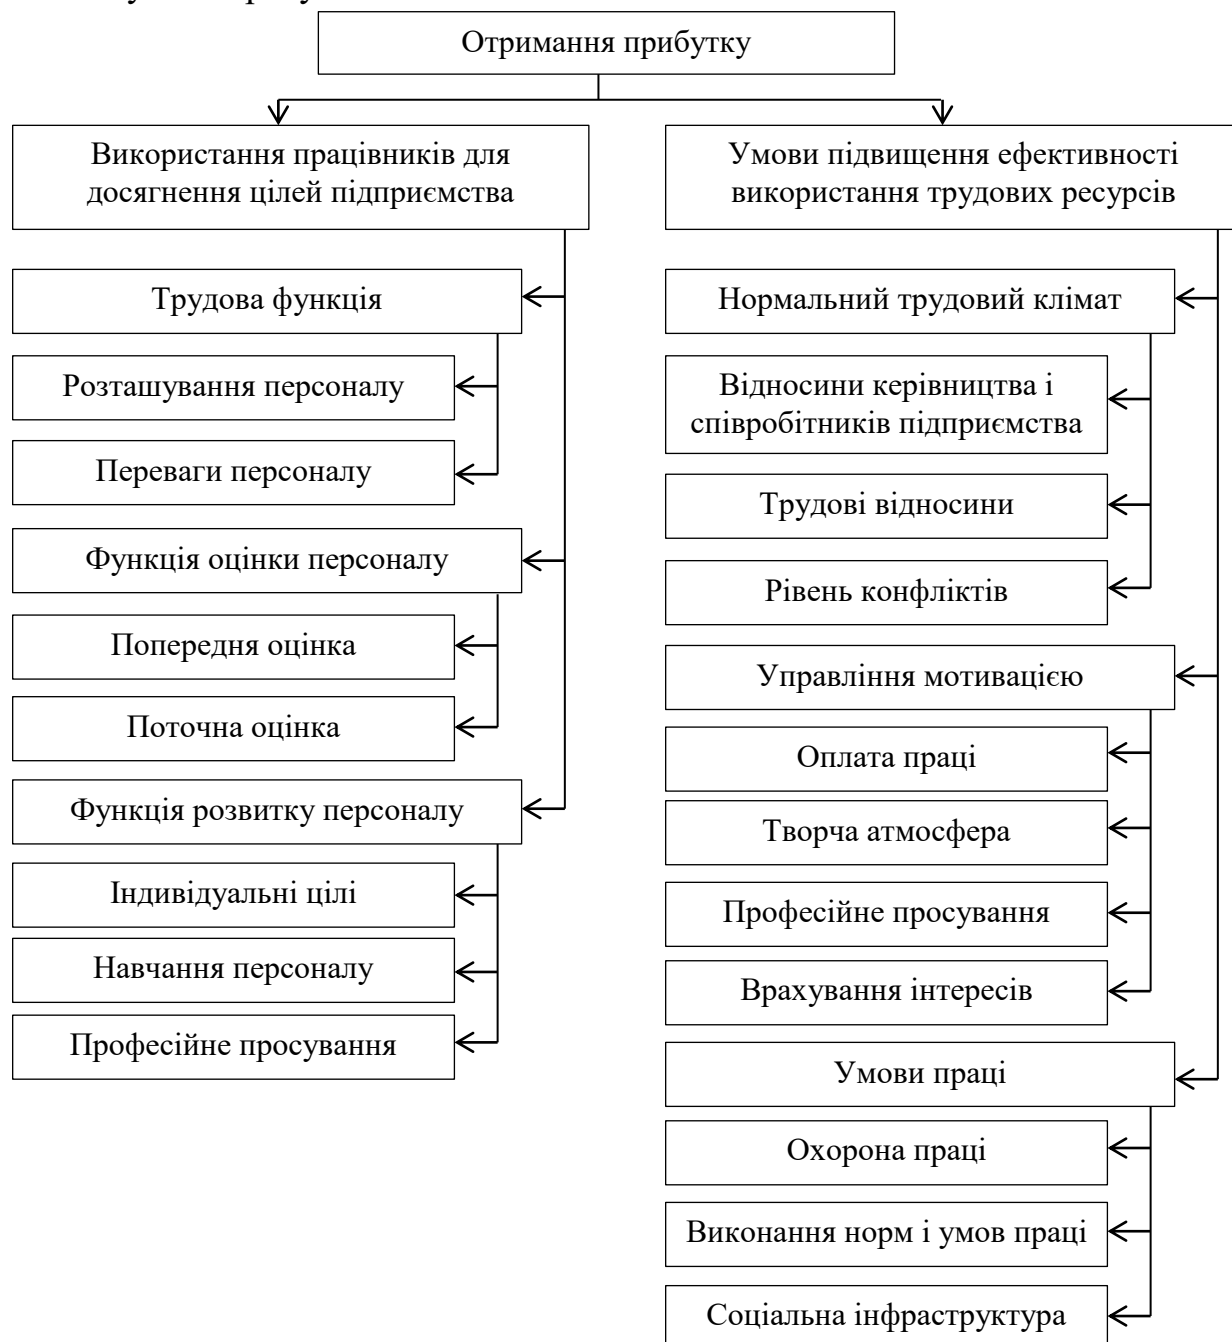 Отримання прибутку
Використання працівників для
досягнення цілей підприємства
Трудова функція
Розташування персоналу
Переваги персоналу
Функція оцінки персоналу
Попередня оцінка
Поточна оцінка
Функція розвитку персоналу
Індивідуальні цілі
Навчання персоналу
Професійне просування
Умови підвищення ефективності
використання трудових ресурсів
Нормальний трудовий клімат
Відносини керівництва і
співробітників підприємства
Трудові відносини
Рівень конфліктів
Управління мотивацією
Оплата праці
Творча атмосфера
Професійне просування
Врахування інтересів
Умови праці
Охорона праці
Виконання норм і умов праці
Соціальна інфраструктура